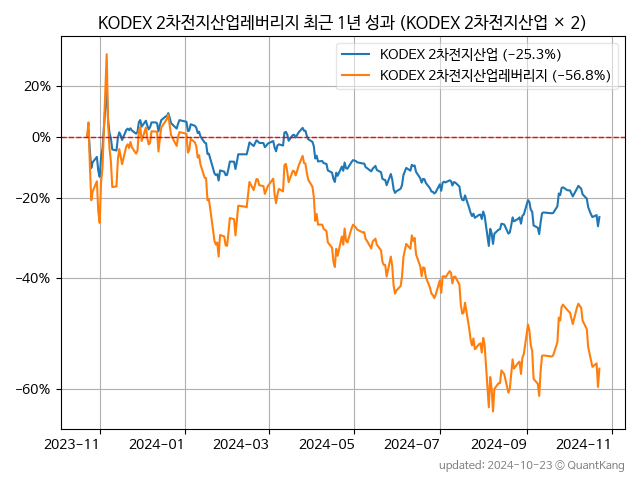 KODEX 2차전지산업레버리지 최근 1년 성과 (KODEX 2차전지산업 × 2)
KODEX 2차전지산업 (−25.3%)
KODEX 2차전지산업레버리지 (−56.8%)
20%
0%
−20%
−40%
−60%
2023−11 2024−01 2024−03 2024−05 2024−07 2024−09 2024−11
updated: 2024-10-23 ⓒ QuantKang